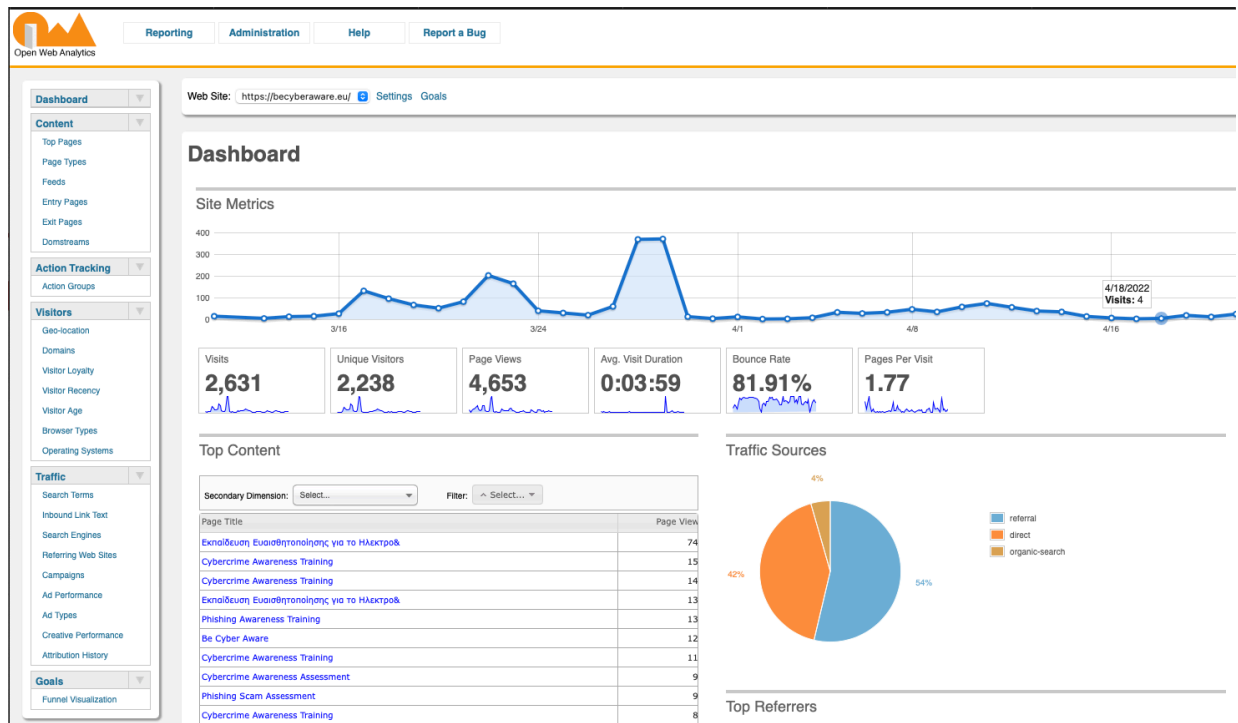 Open Web Analytics
Reporting Administration Help Report a Bug
Dashboard
Content
Top Pages
Page Types
Feeds
Entry Pages
Exit Pages
Domstreams
Action Tracking
Action Groups
Visitors
Geo-location
Domains
Visitor Loyalty
Visitor Recency
Visitor Age
Browser Types
Operating Systems
Traffic
Search Terms
Inbound Link Text
Search Engines
Referring Web Sites
Campaigns
Ad Performance
Ad Types
Creative Performance
Attribution History
Goals
Funnel Visualization
Web Site: https://becyberaware.eu/ Settings Goals
Dashboard
Site Metrics
400
300
200
100
0
3/16 3/24 4/1 4/8 4/16
4/18/2022
Visits: 4
Visits Unique Visitors Page Views Avg. Visit Duration Bounce Rate Pages Per Visit
2,631 2,238 4,653 0:03:59 81.91% 1.77
Top Content
Secondary Dimension: Select... Filter: Select...
Page Title Page View
Εκπαίδευση Ευαισθητοποίησης για το Ηλεκτρο& 74
Cybercrime Awareness Training 15
Cybercrime Awareness Training 14
Εκπαίδευση Ευαισθητοποίησης για το Ηλεκτρο& 13
Phishing Awareness Training 13
Be Cyber Aware 12
Cybercrime Awareness Training 11
Cybercrime Awareness Assessment 9
Phishing Scam Assessment 9
Cybercrime Awareness Training 8
Traffic Sources
4%
42%
54%
referral
direct
organic-search
Top Referrers